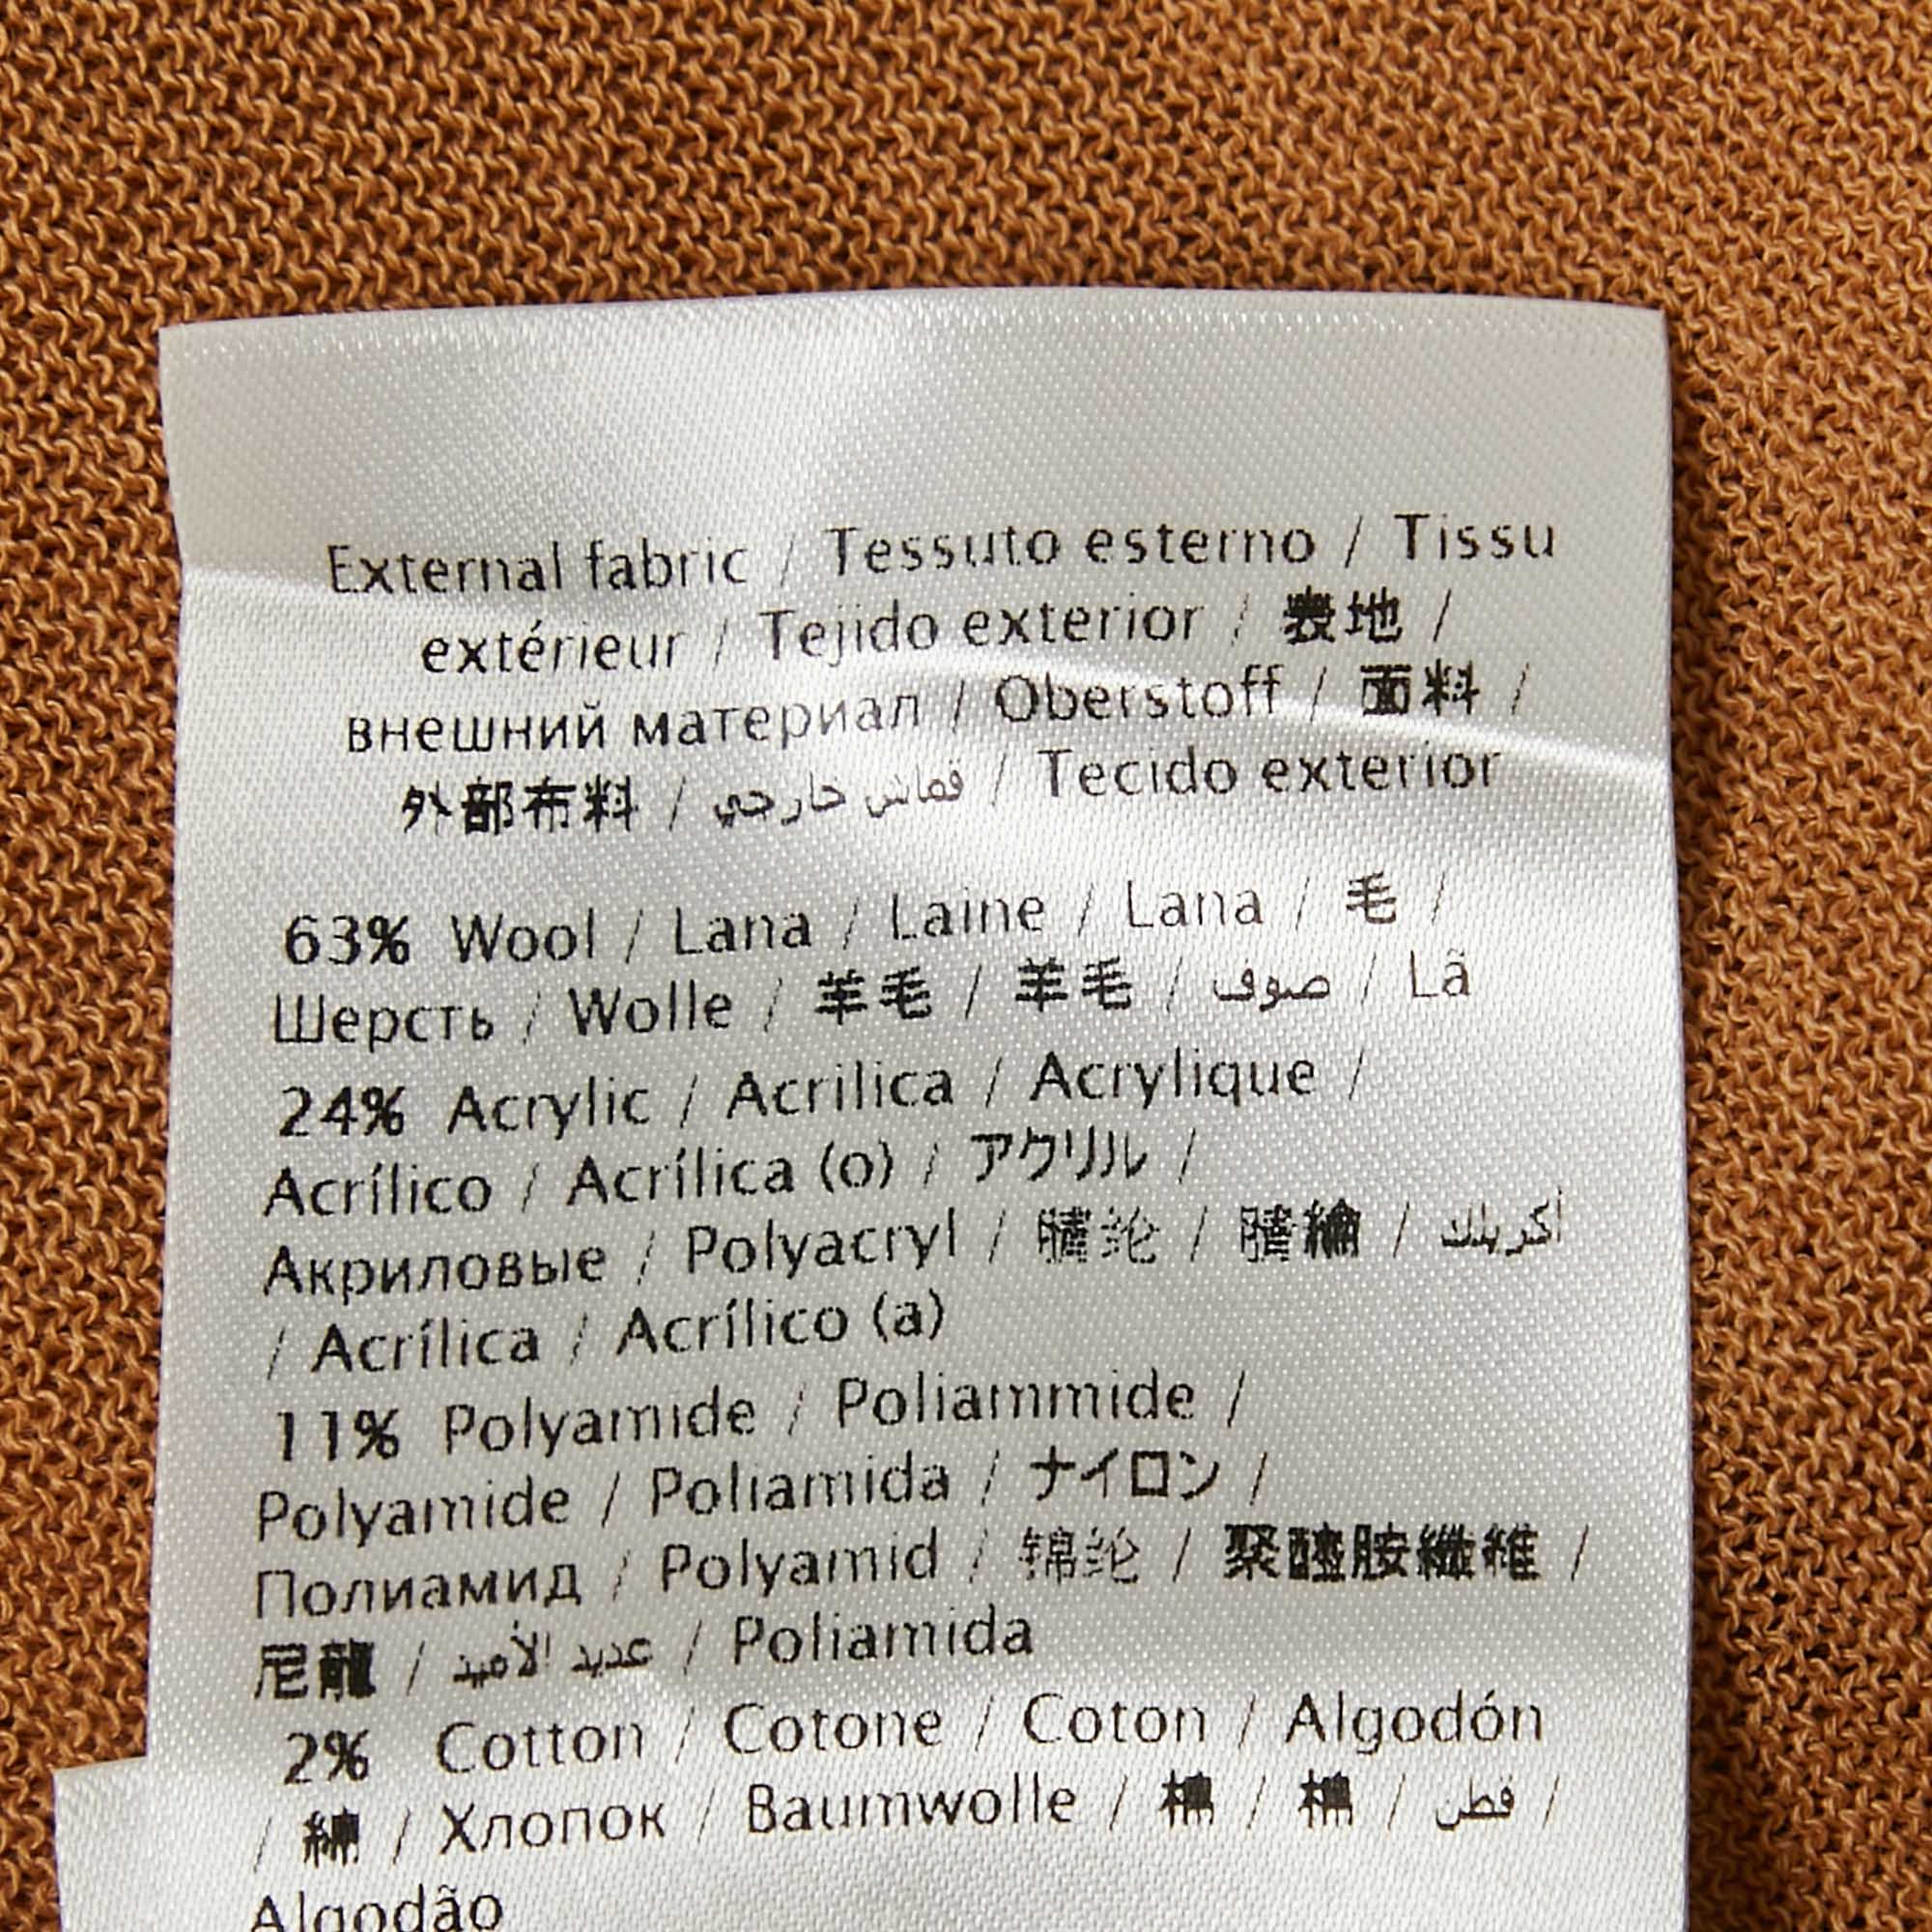 External fabric / Tessuto esterno / Tissu
extérieur / Tejido exterior / 表地 /
внешний материал / Oberstoff / 面料 /
外部布料 / قماش خارجي / Tecido exterior
63% Wool / Lana / Laine / Lana / 毛 /
Шерсть / Wolle / 羊毛 / 羊毛 / صوف / Lã
24% Acrylic / Acrilica / Acrylique /
Acrílico / Acrílica (o) / アクリル /
Акриловые / Polyacryl / 腈纶 / 腈綸 / اكريلك
/ Acrílica / Acrílico (a)
11% Polyamide / Poliammide /
Polyamide / Poliamida / ナイロン /
Полиамид / Polyamid / 锦纶 / 聚醯胺纖維 /
尼龍 / عديد الأميد / Poliamida
2% Cotton / Cotone / Coton / Algodón
/ 綿 / Хлопок / Baumwolle / 棉 / 棉 / قطن /
Algodão